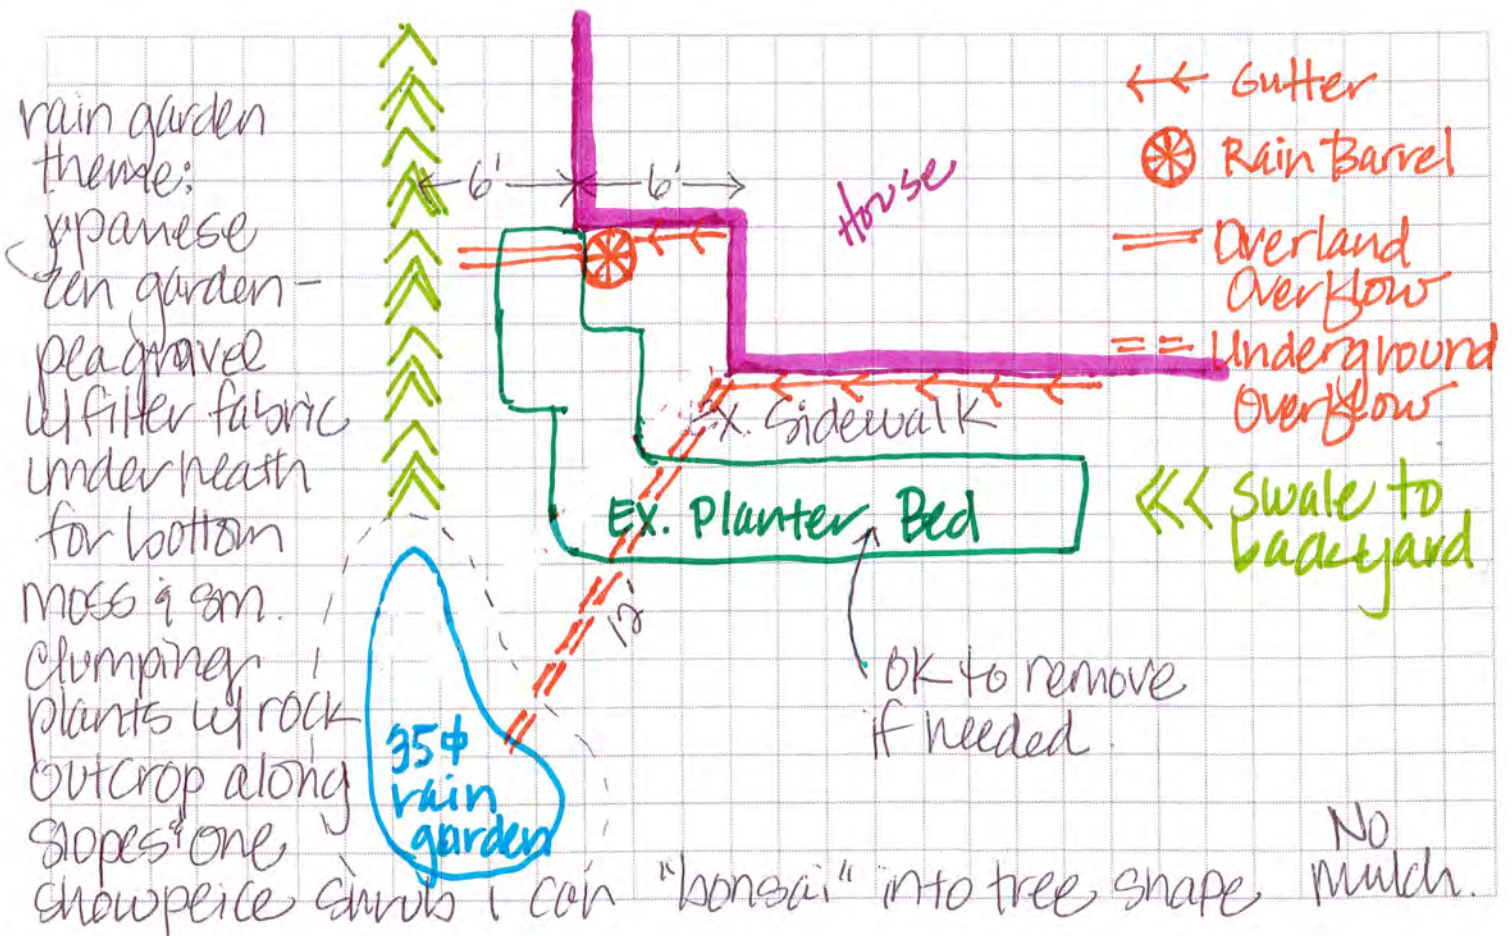 rain garden
theme:
japanese
zen garden -
pea gravel
w/ filter fabric
underneath
for bottom
moss & sm.
clumping
plants w/ rock
outcrop along
slopes & one
showpeice shrub I can "bonsai" into tree shape
No
mulch.
6'
6'
House
Gutter
Rain Barrel
Overland
Overflow
Underground
Overflow
Swale to
backyard
Ex. Sidewalk
Ex. Planter Bed
12'
OK to remove
if needed.
35
rain
garden